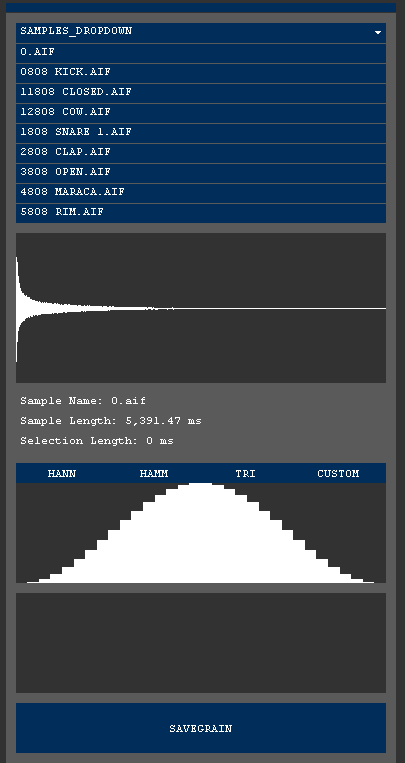 SAMPLES_DROPDOWN
0.AIF
0808 KICK.AIF
11808 CLOSED.AIF
12808 COW.AIF
1808 SNARE 1.AIF
2808 CLAP.AIF
3808 OPEN.AIF
4808 MARACA.AIF
5808 RIM.AIF
Sample Name: 0.aif
Sample Length: 5,391.47 ms
Selection Length: 0 ms
HANN HAMM TRI CUSTOM
SAVEGRAIN